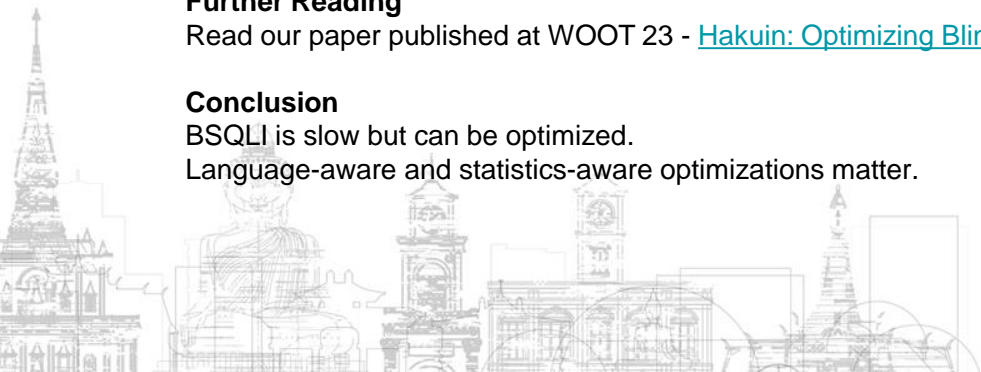 Further Reading
Read our paper published at WOOT 23 - Hakuin: Optimizing
Conclusion
BSQLI is slow but can be optimized.
Language-aware and statistics-aware optimizations matter.